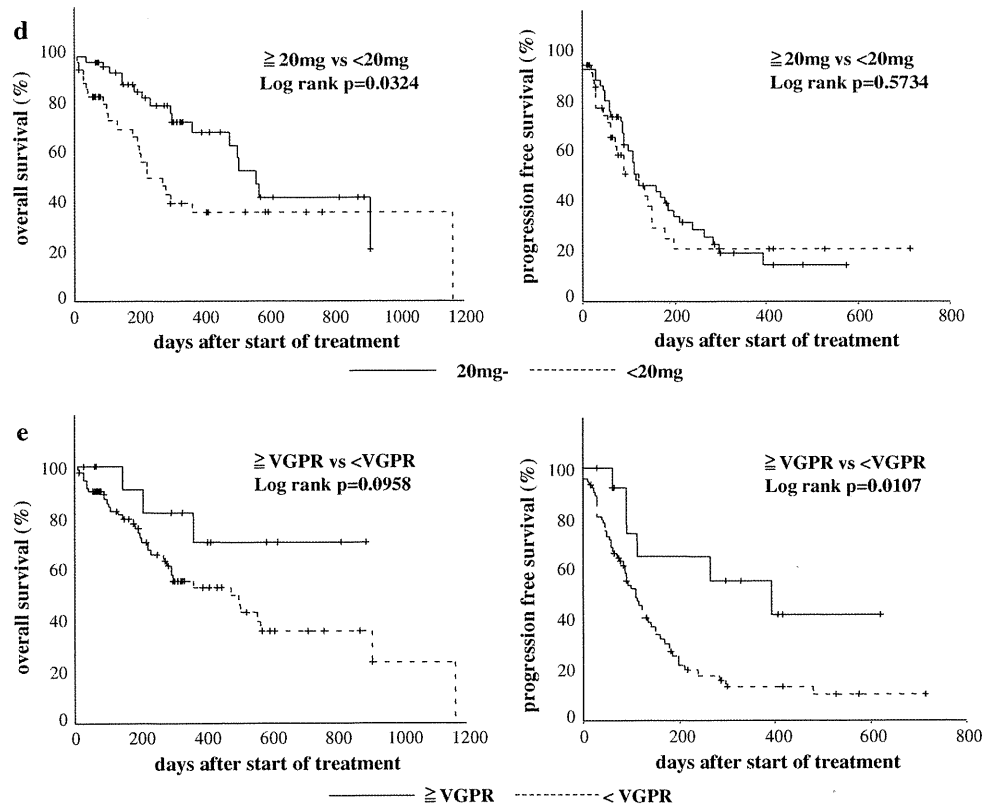 d
≧20mg vs <20mg
Log rank p=0.0324
overall survival (%)
100
80
60
40
20
0
0 200 400 600 800 1000 1200
days after start of treatment
≧20mg vs <20mg
Log rank p=0.5734
progression free survival (%)
100
80
60
40
20
0
0 200 400 600 800
days after start of treatment
20mg- <20mg
e
≧VGPR vs <VGPR
Log rank p=0.0958
overall survival (%)
100
80
60
40
20
0
0 200 400 600 800 1000 1200
days after start of treatment
≧VGPR vs <VGPR
Log rank p=0.0107
progression free survival (%)
100
80
60
40
20
0
0 200 400 600 800
days after start of treatment
≧VGPR < VGPR